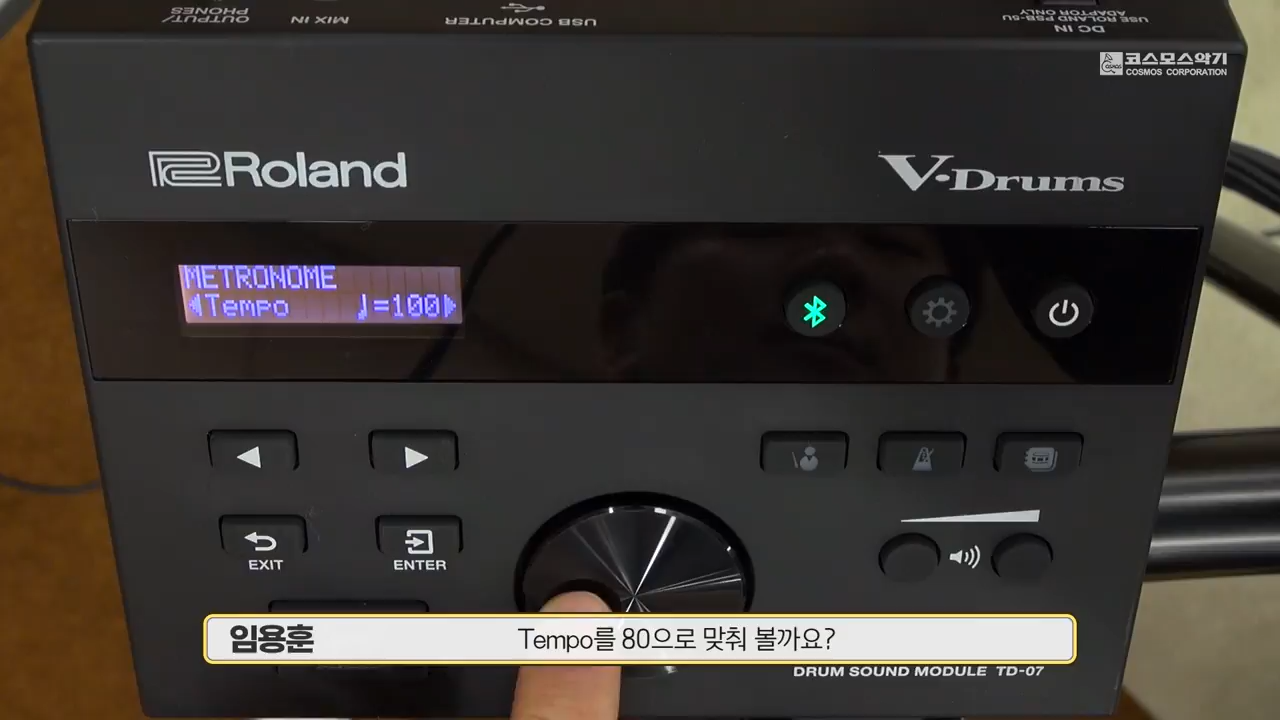 OUTPUT/
PHONES
MIX IN
USB COMPUTER
DC IN
USE ROLAND PSB-5U
ADAPTOR ONLY
코스모스악기
COSMOS CORPORATION
Roland
V-Drums
METRONOME
Tempo ♩=100
EXIT
ENTER
임용훈 Tempo를 80으로 맞춰 볼까요?
DRUM SOUND MODULE TD-07